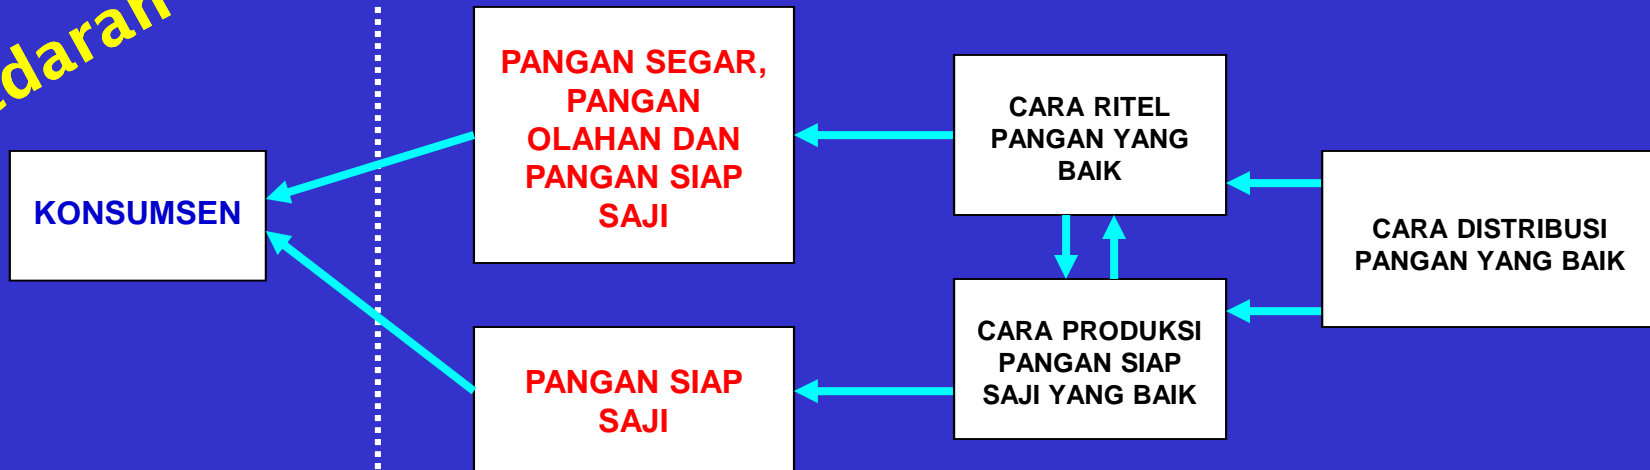 PANGAN SEGAR,
PANGAN
OLAHAN DAN
PANGAN SIAP
SAJI
CARA RITEL
PANGAN YANG
BAIK
KONSUMSEN
CARA DISTRIBUSI
PANGAN YANG BAIK
CARA PRODUKSI
PANGAN SIAP
SAJI YANG BAIK
PANGAN SIAP
SAJI